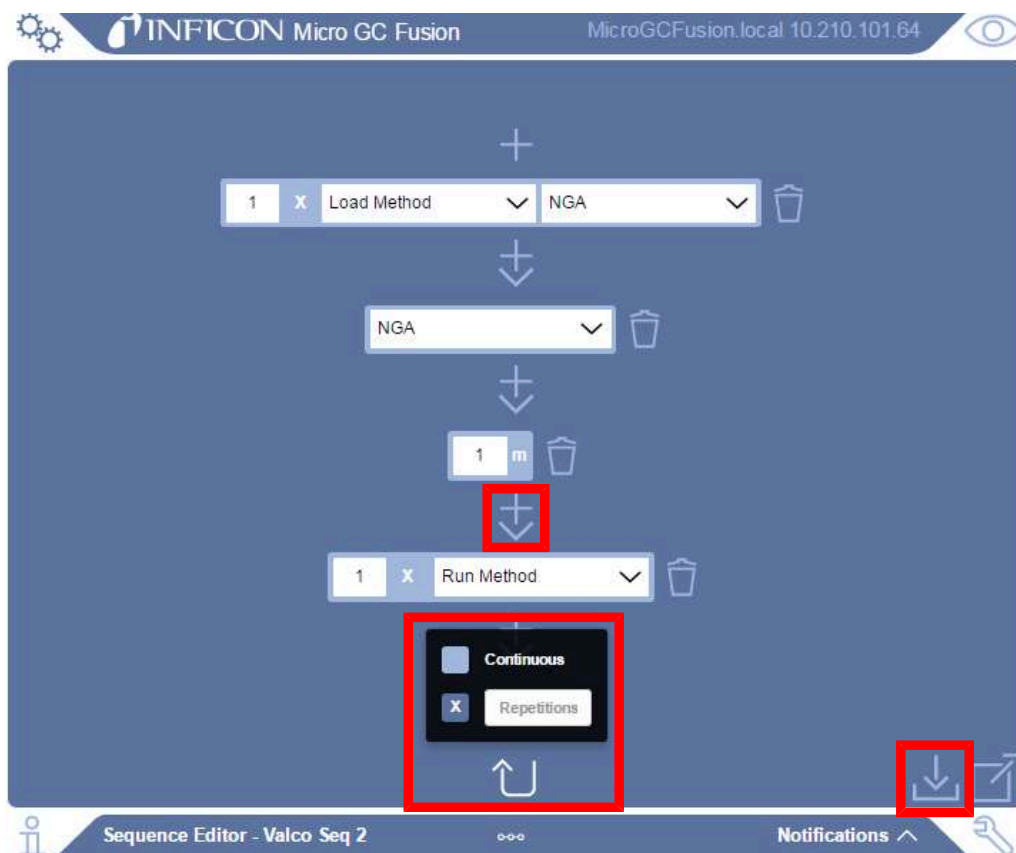 INFICON Micro GC Fusion MicroGCFusion.local 10.210.101.64
1 X Load Method NGA
NGA
1 m
1 X Run Method
Continuous
X Repetitions
Sequence Editor - Valco Seq 2 Notifications